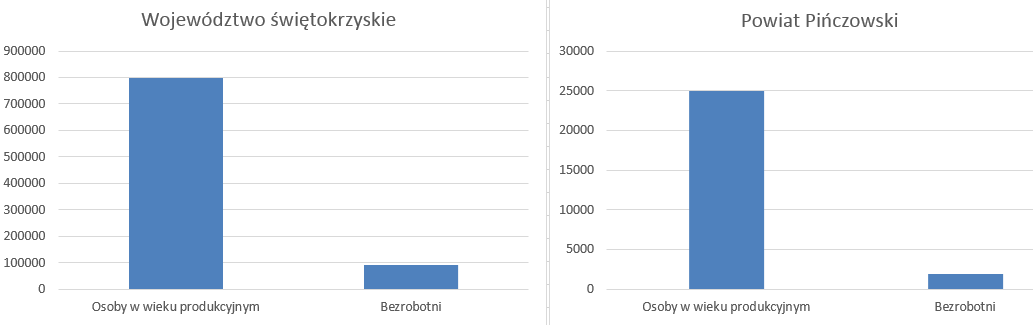 Województwo świętokrzyskie
900000
800000
700000
600000
500000
400000
300000
200000
100000
0
Osoby w wieku produkcyjnym
Bezrobotni
Powiat Pińczowski
30000
25000
20000
15000
10000
5000
0
Osoby w wieku produkcyjnym
Bezrobotni